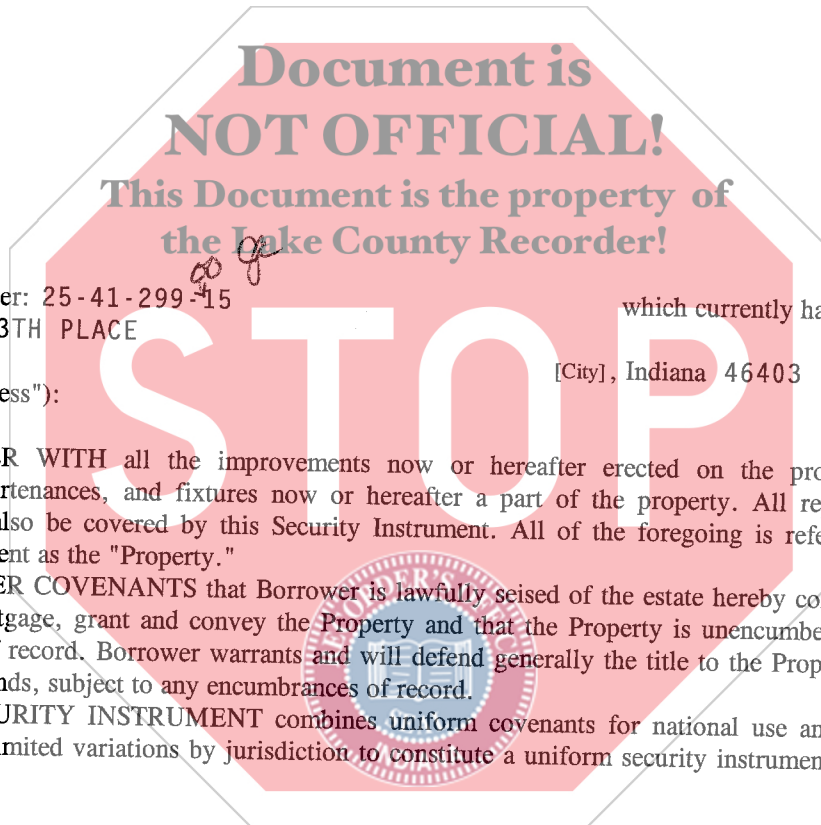 Document is
NOT OFFICIAL!
This Document is the property of
the Lake County Recorder!
er: 25-41-299-15
which currently ha
3TH PLACE
[City], Indiana 46403
ess"):
STOP
R WITH all the improvements now or hereafter erected on the pro
rtenances, and fixtures now or hereafter a part of the property. All re
also be covered by this Security Instrument. All of the foregoing is refe
ent as the "Property."
ER COVENANTS that Borrower is lawfully seised of the estate hereby co
tgage, grant and convey the Property and that the Property is unencumbe
f record. Borrower warrants and will defend generally the title to the Prop
nds, subject to any encumbrances of record.
URITY INSTRUMENT combines uniform covenants for national use an
mited variations by jurisdiction to constitute a uniform security instrumen
INDIANA